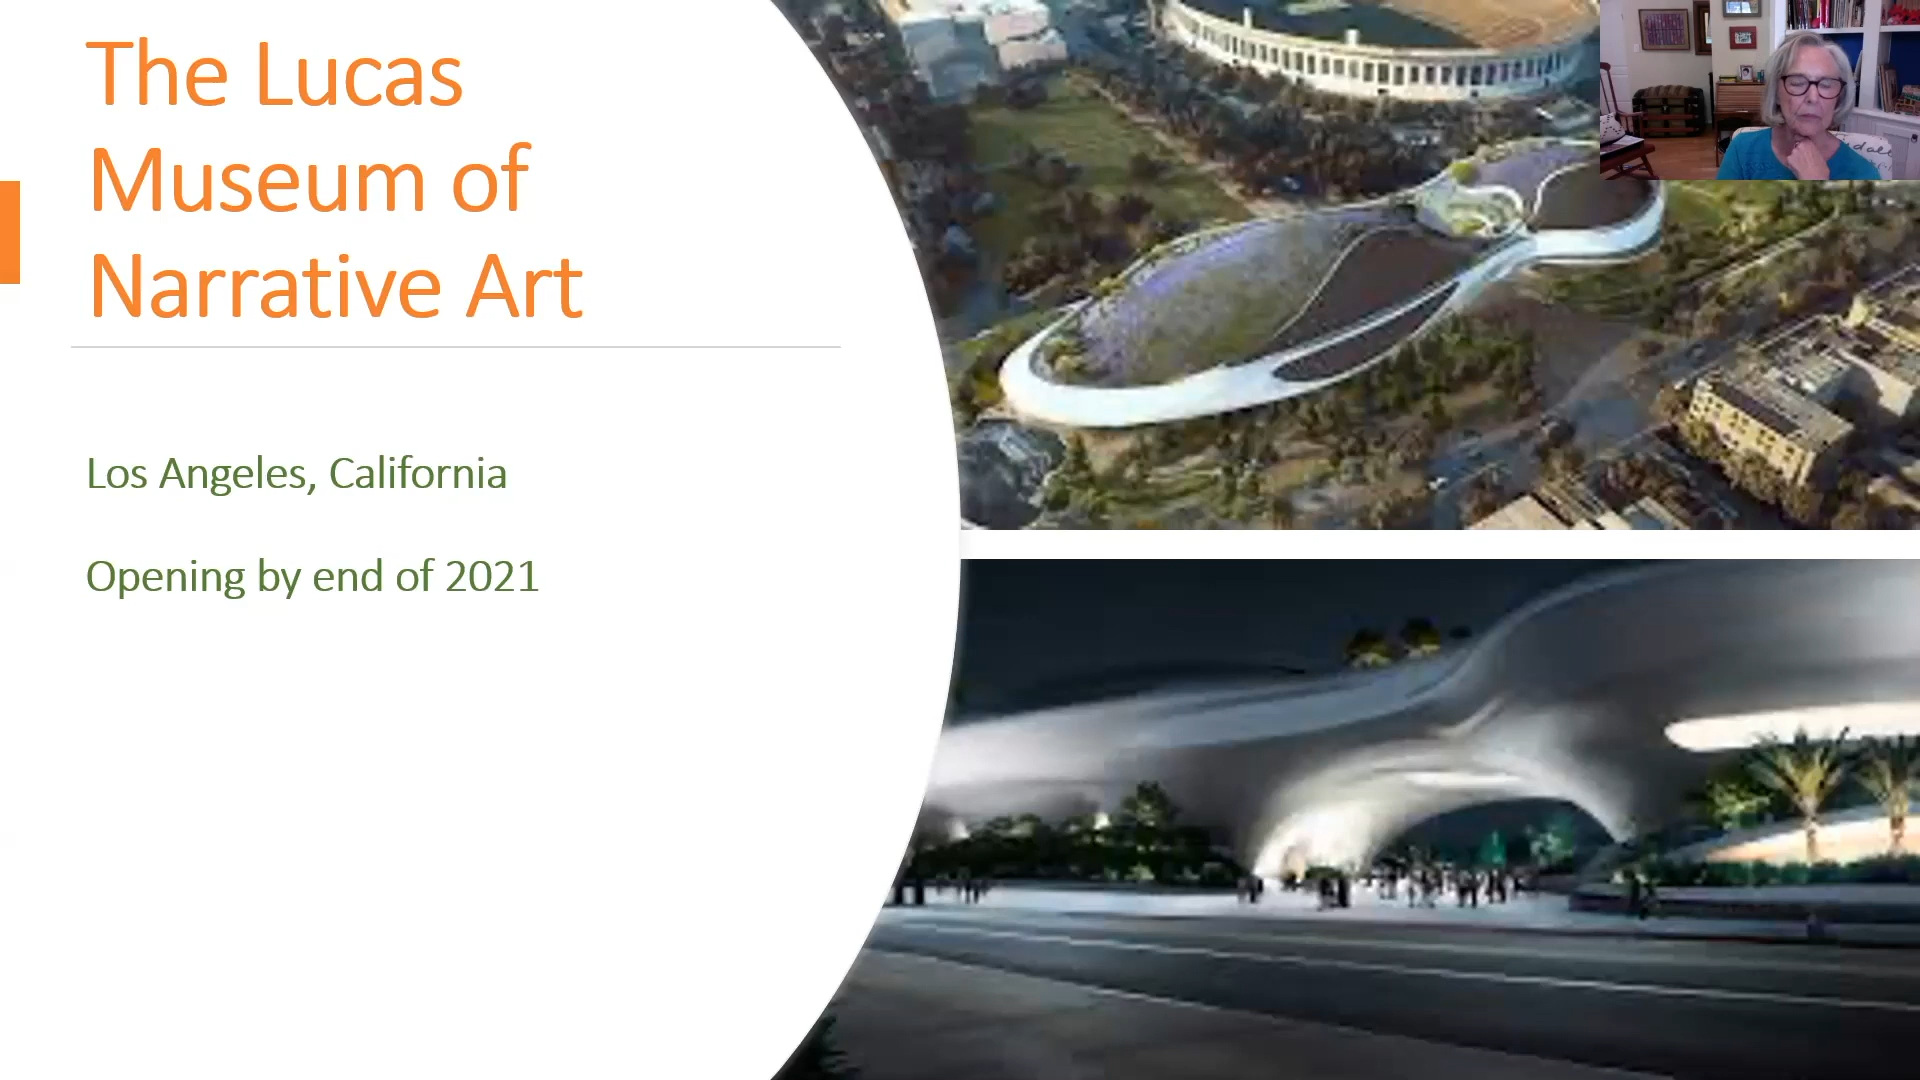 The Lucas
Museum of
Narrative Art
Los Angeles, California
Opening by end of 2021